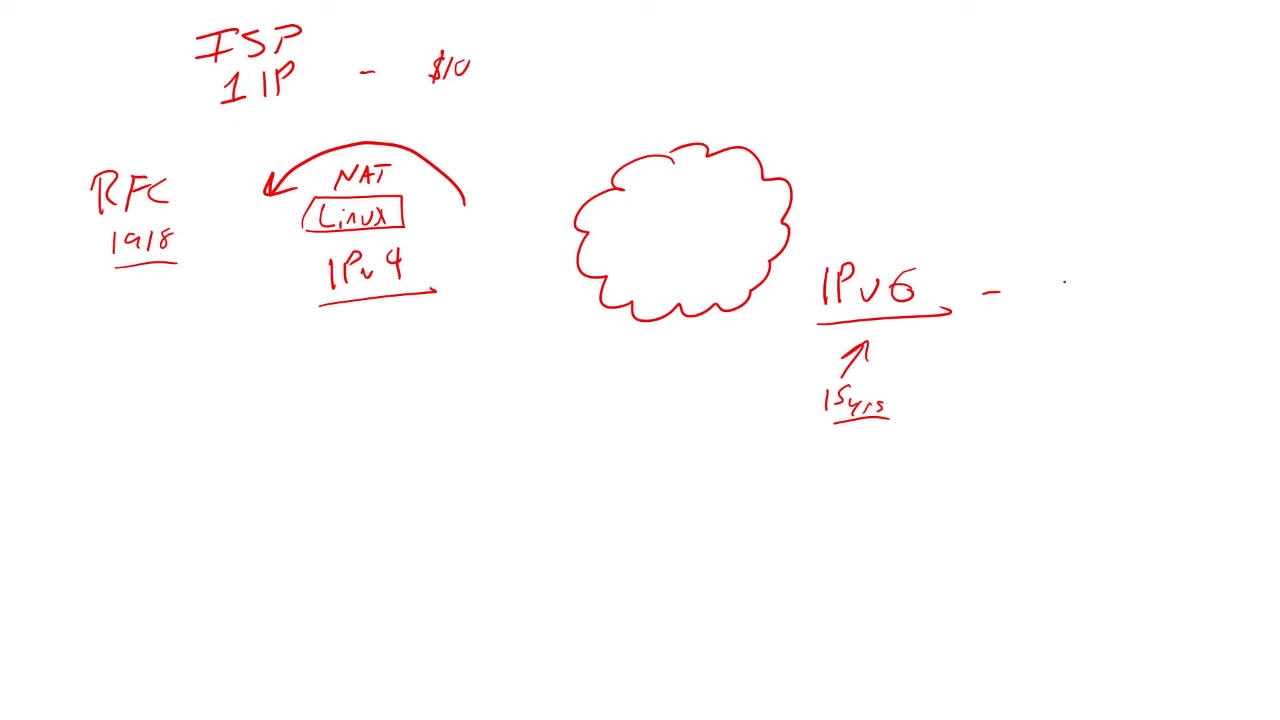 ISP
1 IP - $10
NAT
RFC
Linux
1918
IPv4
IPv6 -
15yrs